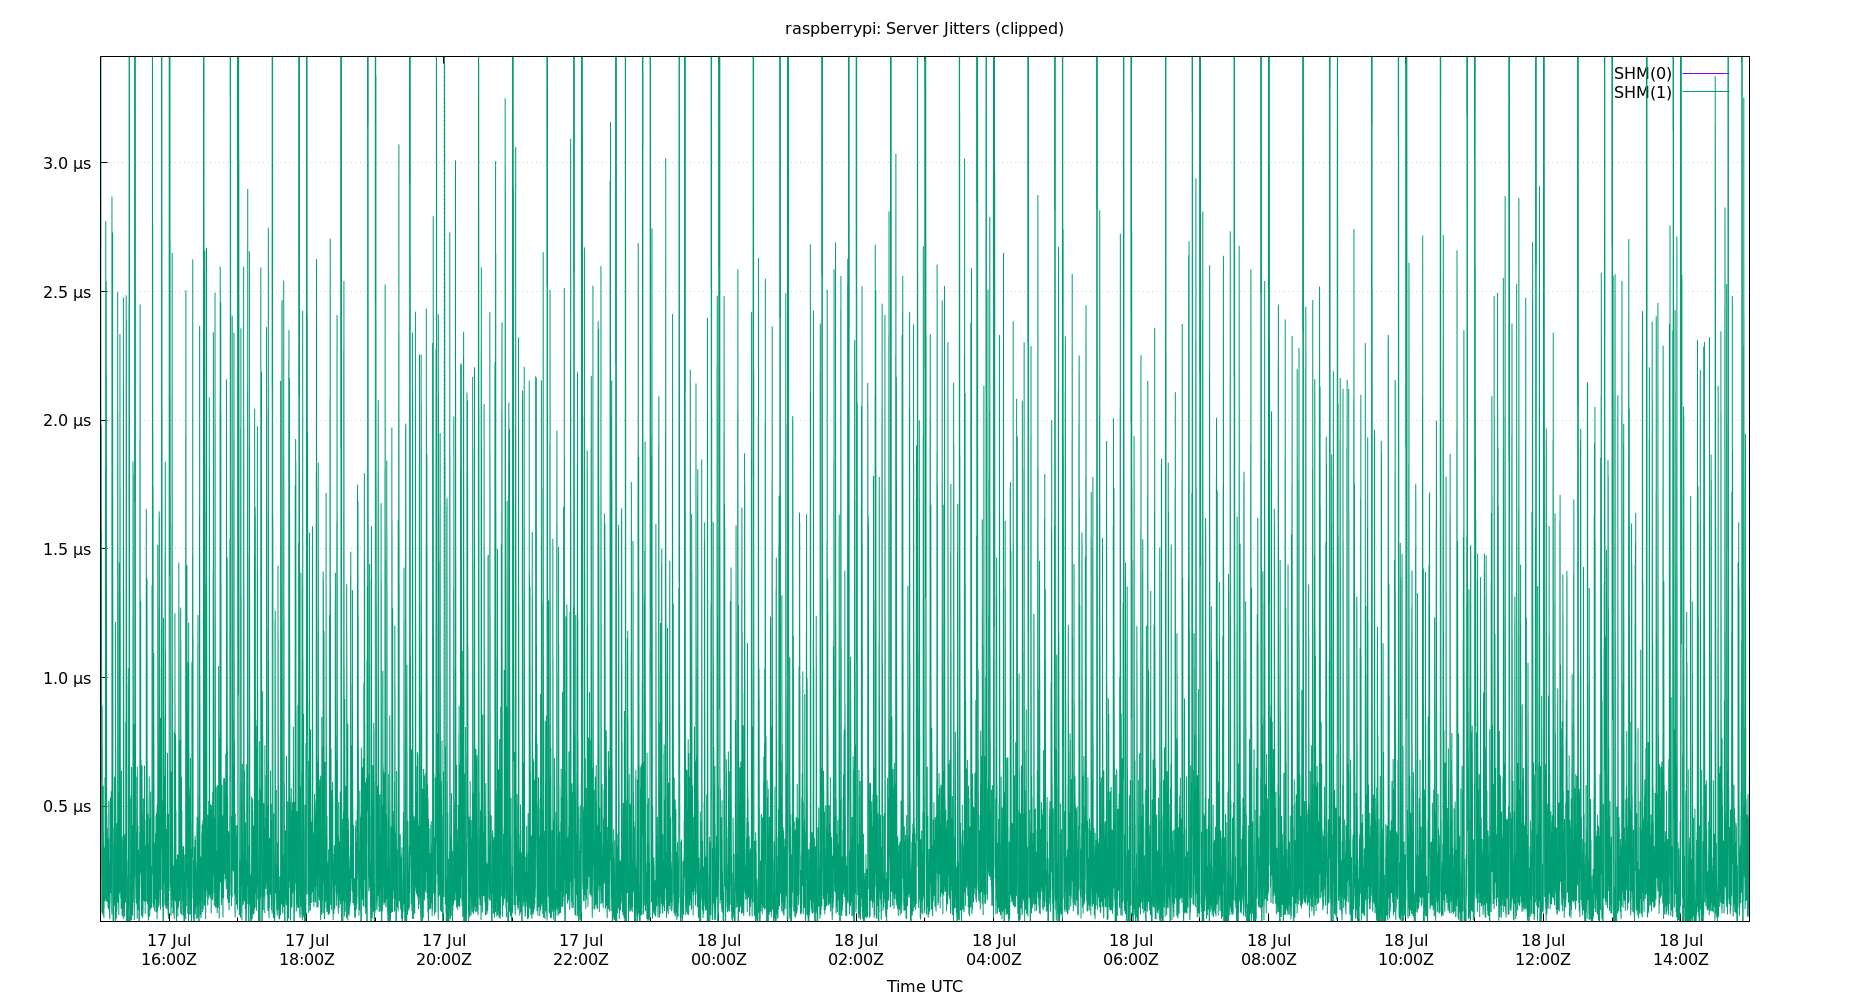 raspberrypi: Server Jitters (clipped)
SHM(0)
SHM(1)
3.0 µs
2.5 µs
2.0 µs
1.5 µs
1.0 µs
0.5 µs
17 Jul 17 Jul 17 Jul 17 Jul 18 Jul 18 Jul 18 Jul 18 Jul 18 Jul 18 Jul 18 Jul 18 Jul
16:00Z 18:00Z 20:00Z 22:00Z 00:00Z 02:00Z 04:00Z 06:00Z 08:00Z 10:00Z 12:00Z 14:00Z
Time UTC